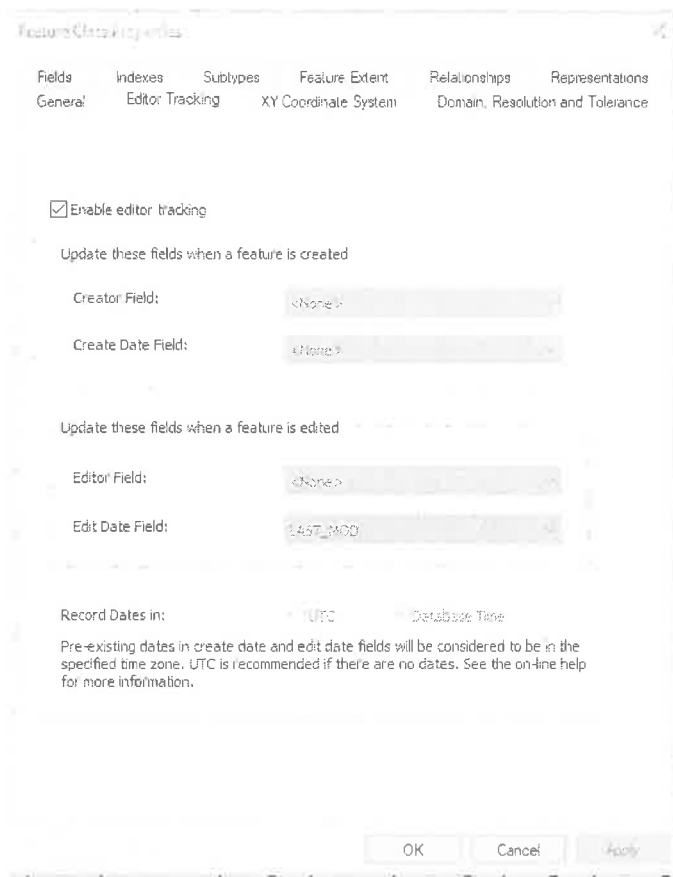 Feature Class Properties
Fields Indexes Subtypes Feature Extent Relationships Representations
General Editor Tracking XY Coordinate System Domain, Resolution and Tolerance
Enable editor tracking
Update these fields when a feature is created
Creator Field: <None>
Create Date Field: <None>
Update these fields when a feature is edited
Editor Field: <None>
Edit Date Field: LAST_MOD
Record Dates in: UTC Database Time
Pre-existing dates in create date and edit date fields will be considered to be in the
specified time zone. UTC is recommended if there are no dates. See the on-line help
for more information.
OK Cancel Apply